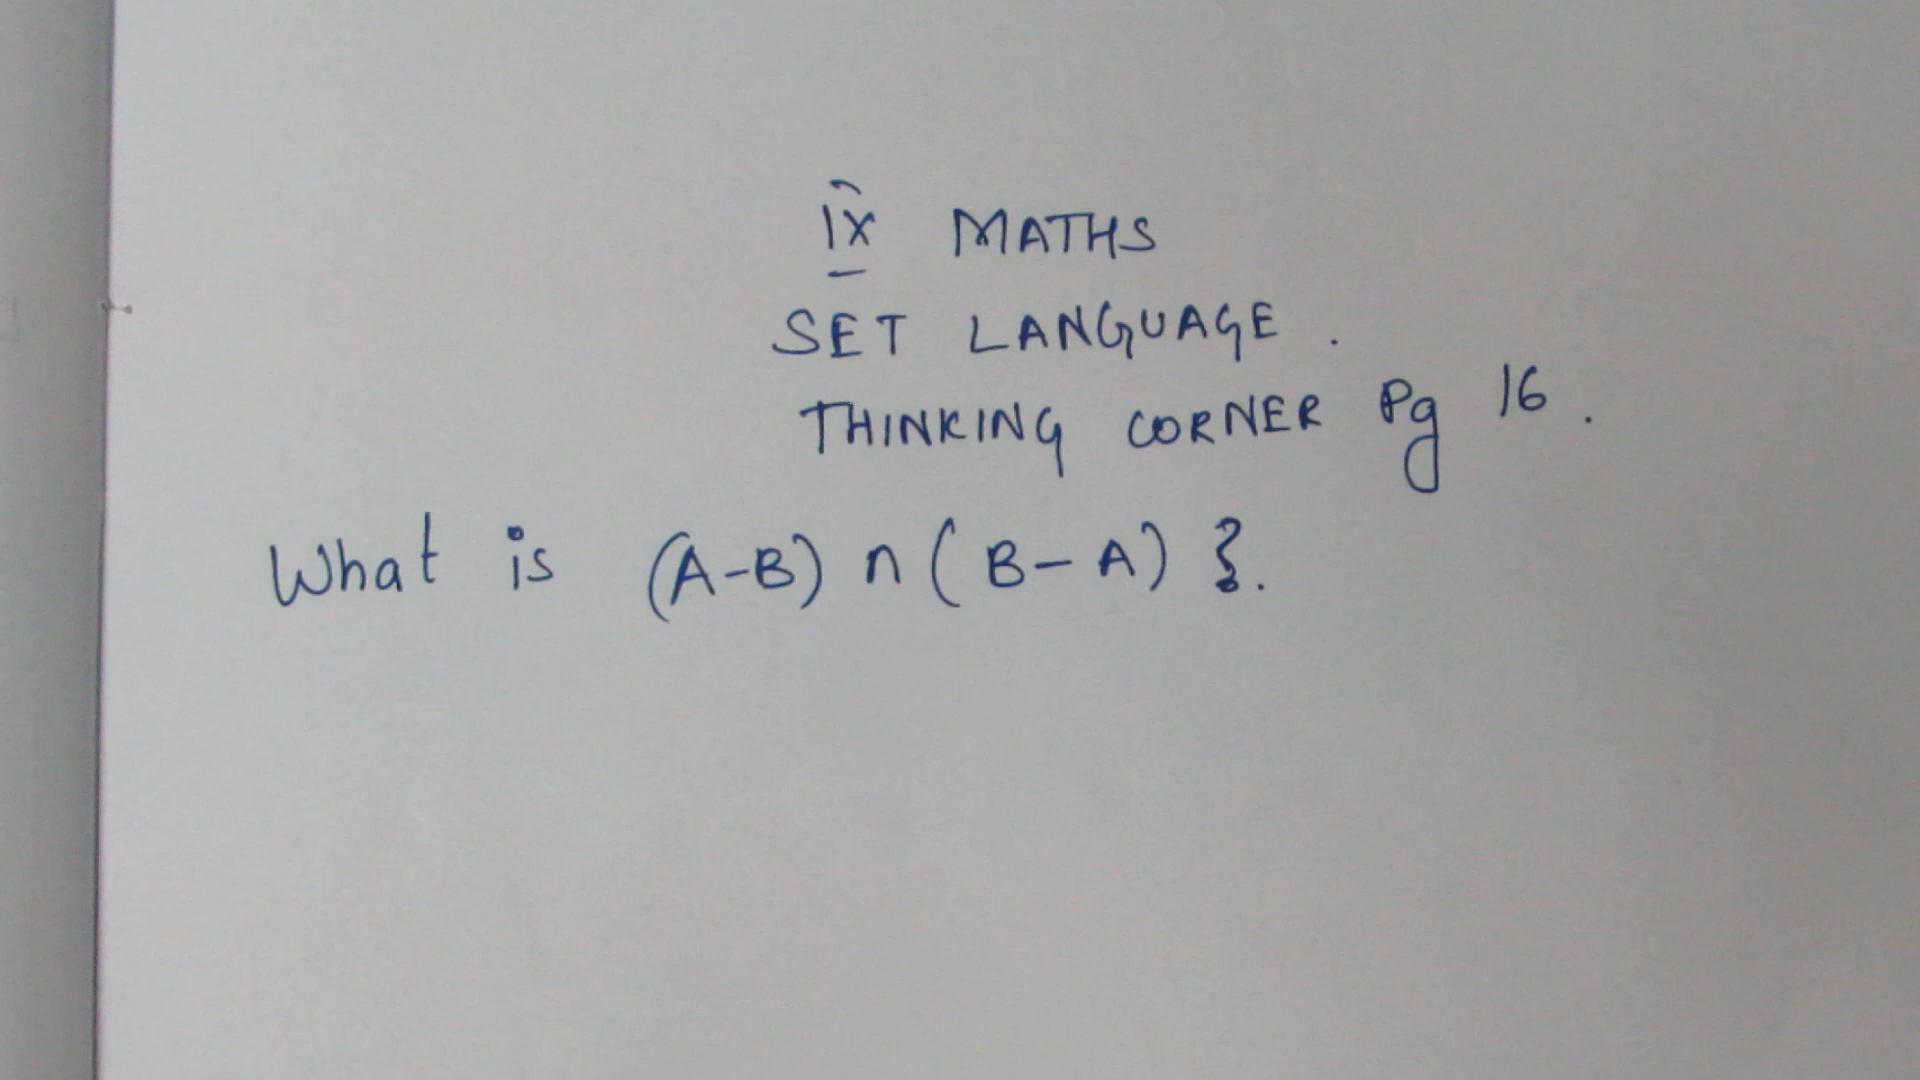 IX MATHS
SET LANGUAGE.
THINKING CORNER Pg 16.
What is (A-B) ∩ (B-A) }.